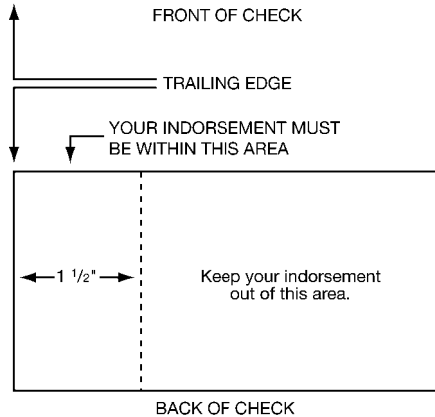 FRONT OF CHECK
TRAILING EDGE
YOUR INDORSEMENT MUST
BE WITHIN THIS AREA
1 1/2"
Keep your indorsement
out of this area.
BACK OF CHECK